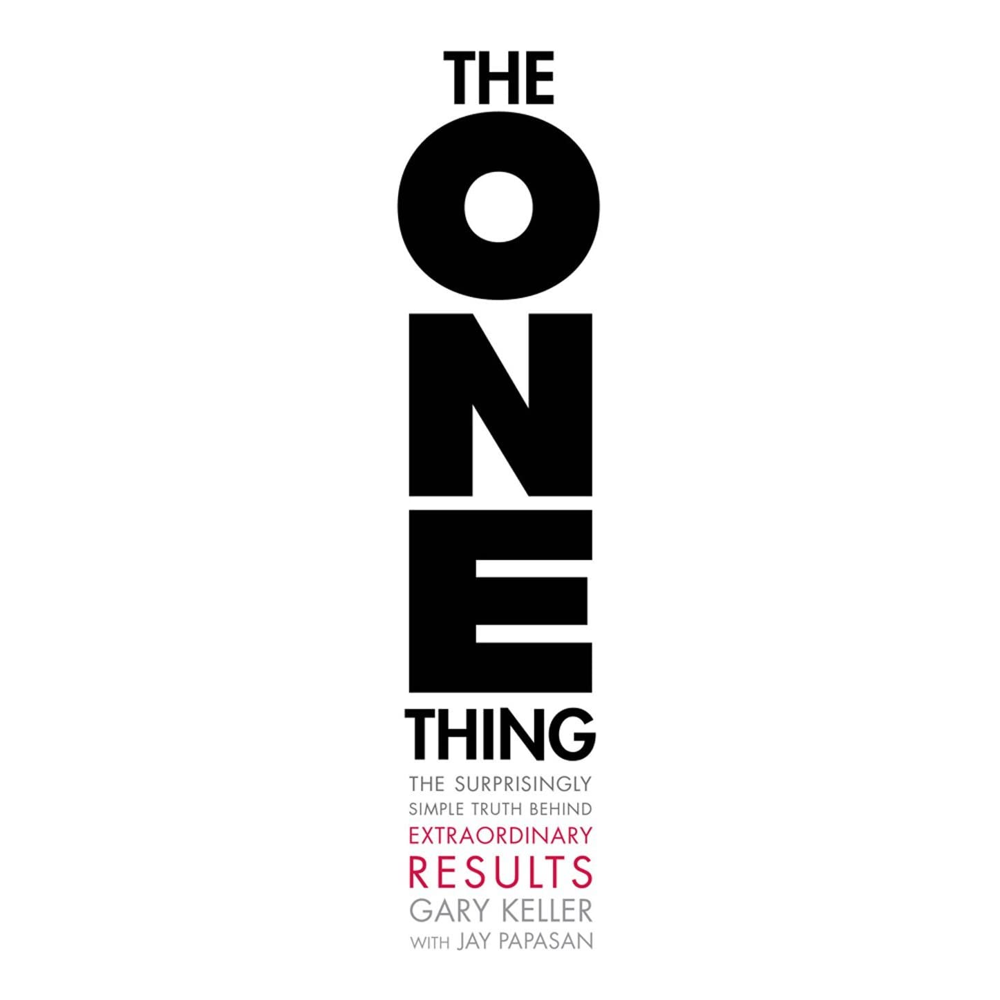 THE
O
N
E
THING
THE SURPRISINGLY
SIMPLE TRUTH BEHIND
EXTRAORDINARY
RESULTS
GARY KELLER
WITH JAY PAPASAN